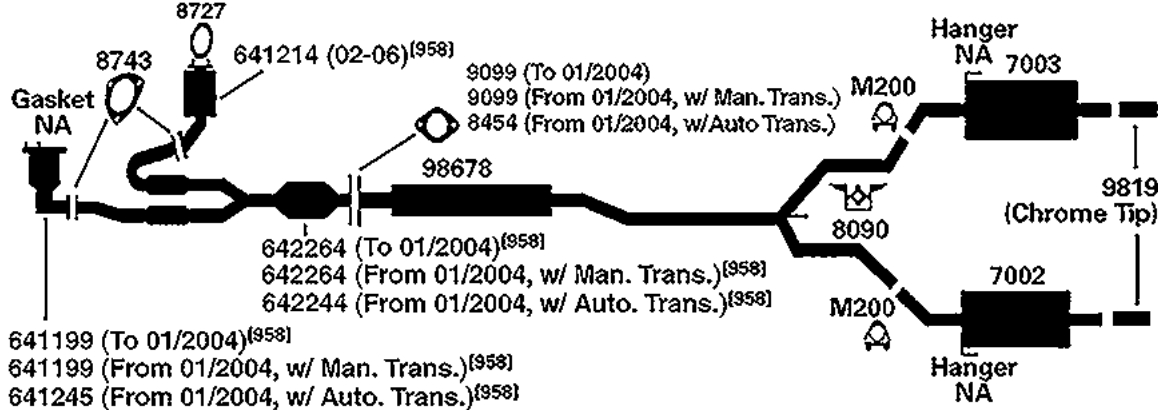 8727
641214 (02-06)[958]
8743
Gasket
NA
9099 (To 01/2004)
9099 (From 01/2004, w/ Man. Trans.)
8454 (From 01/2004, w/Auto Trans.)
98678
642264 (To 01/2004)[958]
642264 (From 01/2004, w/ Man. Trans.)[958]
642244 (From 01/2004, w/ Auto. Trans.)[958]
641199 (To 01/2004)[958]
641199 (From 01/2004, w/ Man. Trans.)[958]
641245 (From 01/2004, w/ Auto. Trans.)[958]
Hanger
NA
7003
M200
9819
(Chrome Tip)
8090
7002
M200
Hanger
NA